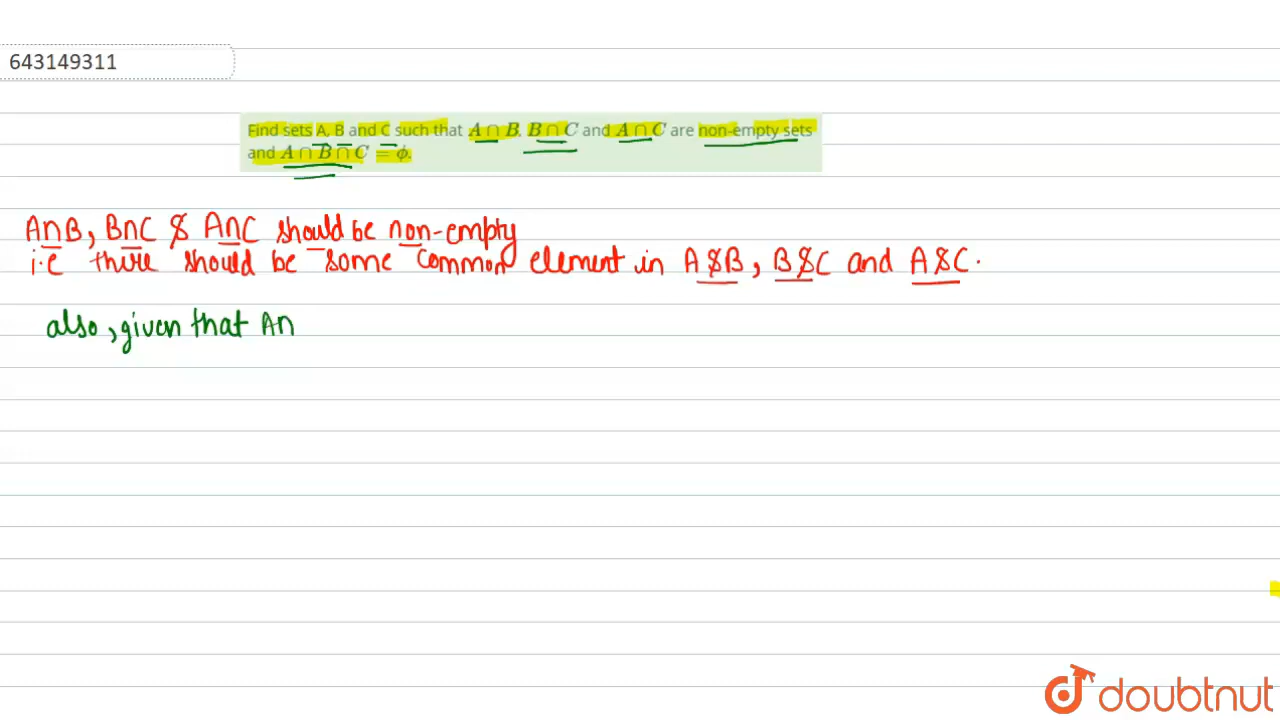 643149311
Find sets A, B and C such that A ∩ B, B ∩ C and A ∩ C are non-empty sets
and A ∩ B ∩ C = ϕ.
A∩B, B∩C & A∩C should be non-empty
i.e there should be some common element in A&B, B&C and A&C.
also, given that A∩
doubtnut